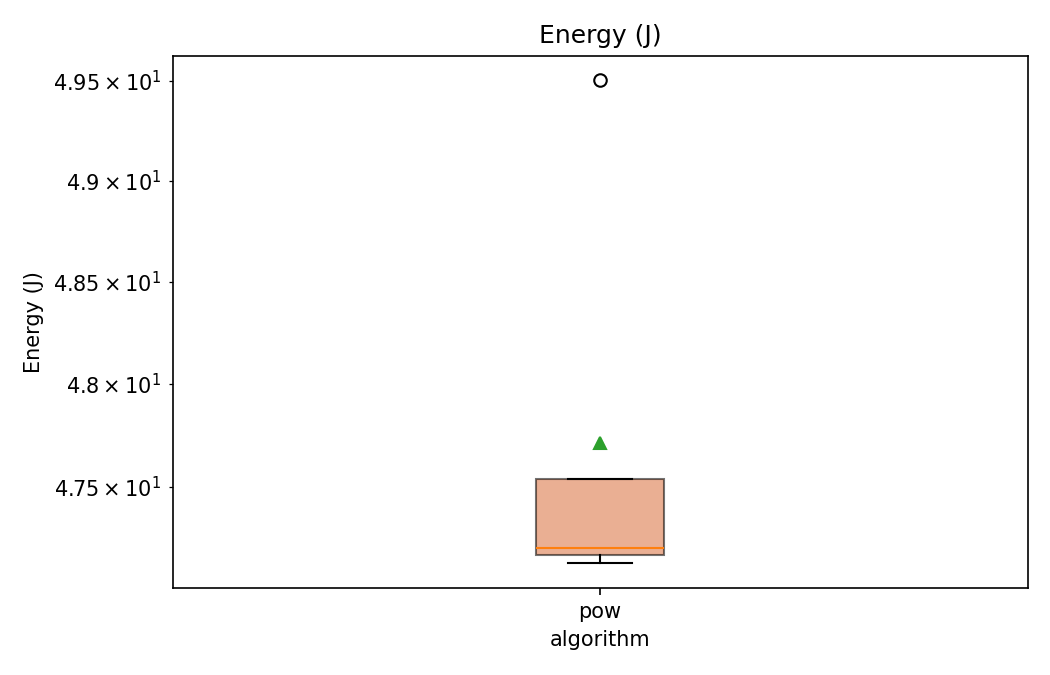 Energy (J)
4.95 × 10¹
4.9 × 10¹
4.85 × 10¹
4.8 × 10¹
4.75 × 10¹
Energy (J)
pow
algorithm